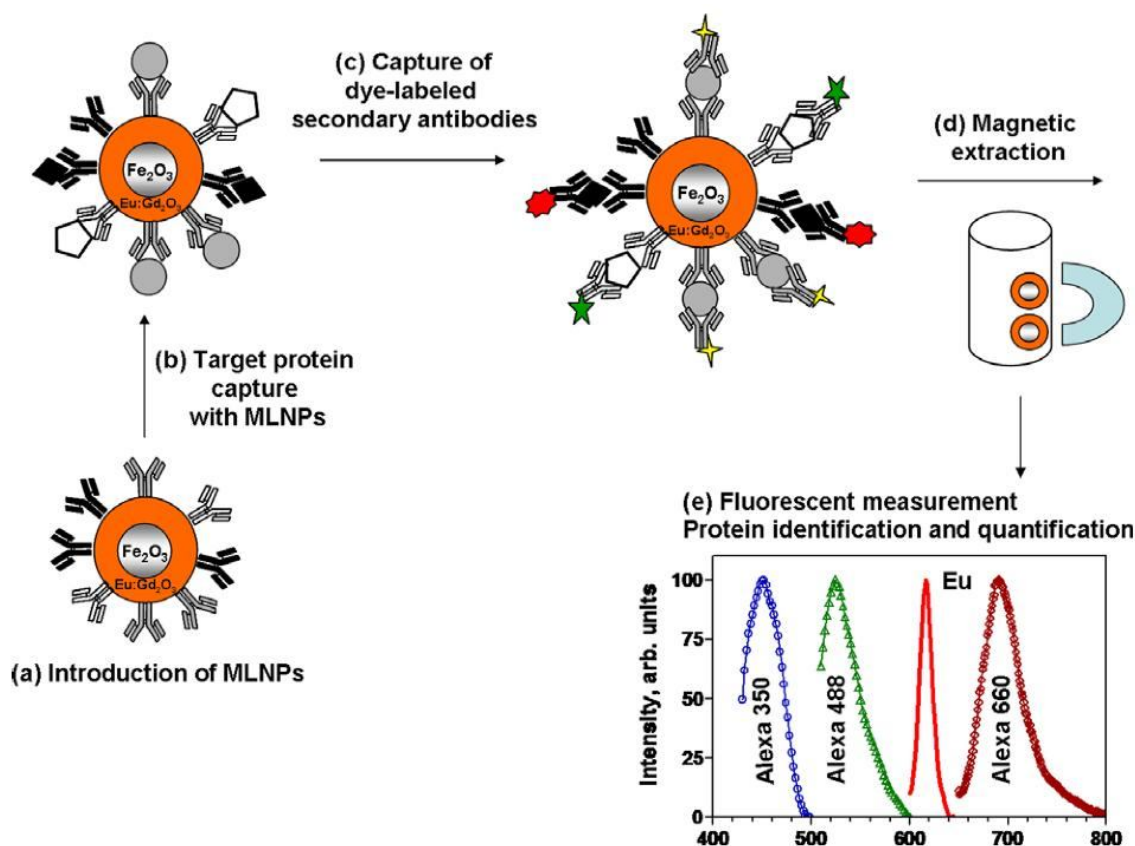 (c) Capture of
dye-labeled
secondary antibodies
(d) Magnetic
extraction
Fe₂O₃
Eu:Gd₂O₃
Fe₂O₃
Eu:Gd₂O₃
(b) Target protein
capture
with MLNPs
Fe₂O₃
Eu:Gd₂O₃
(a) Introduction of MLNPs
(e) Fluorescent measurement
Protein identification and quantification
Intensity, arb. units
100
75
50
25
0
Alexa 350
Alexa 488
Eu
Alexa 660
400 500 600 700 800